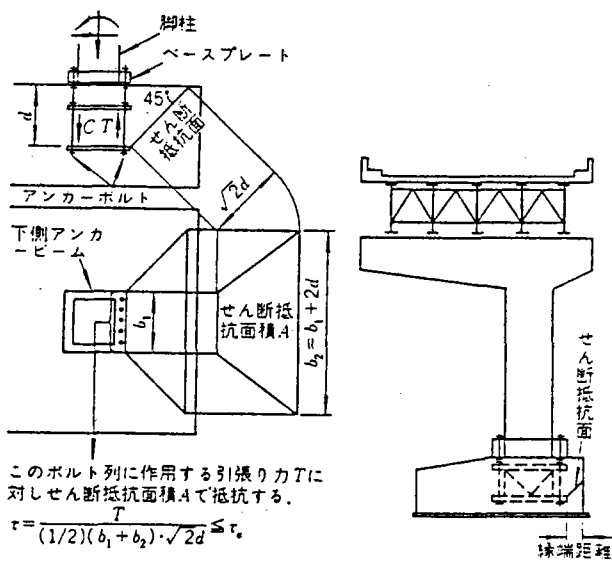 脚柱
ベースプレート
45°
せん断
抵抗面
d
C T
√2d
アンカーボルト
下側アンカ
ービーム
b₁
せん断抵
抗面積A
b₂=b₁+2d
せん断抵抗面
このボルト列に作用する引張り力Tに
対しせん断抵抗面積Aで抵抗する.
τ=T/((1/2)(b₁+b₂)·√2d)≦τₐ
縁端距離